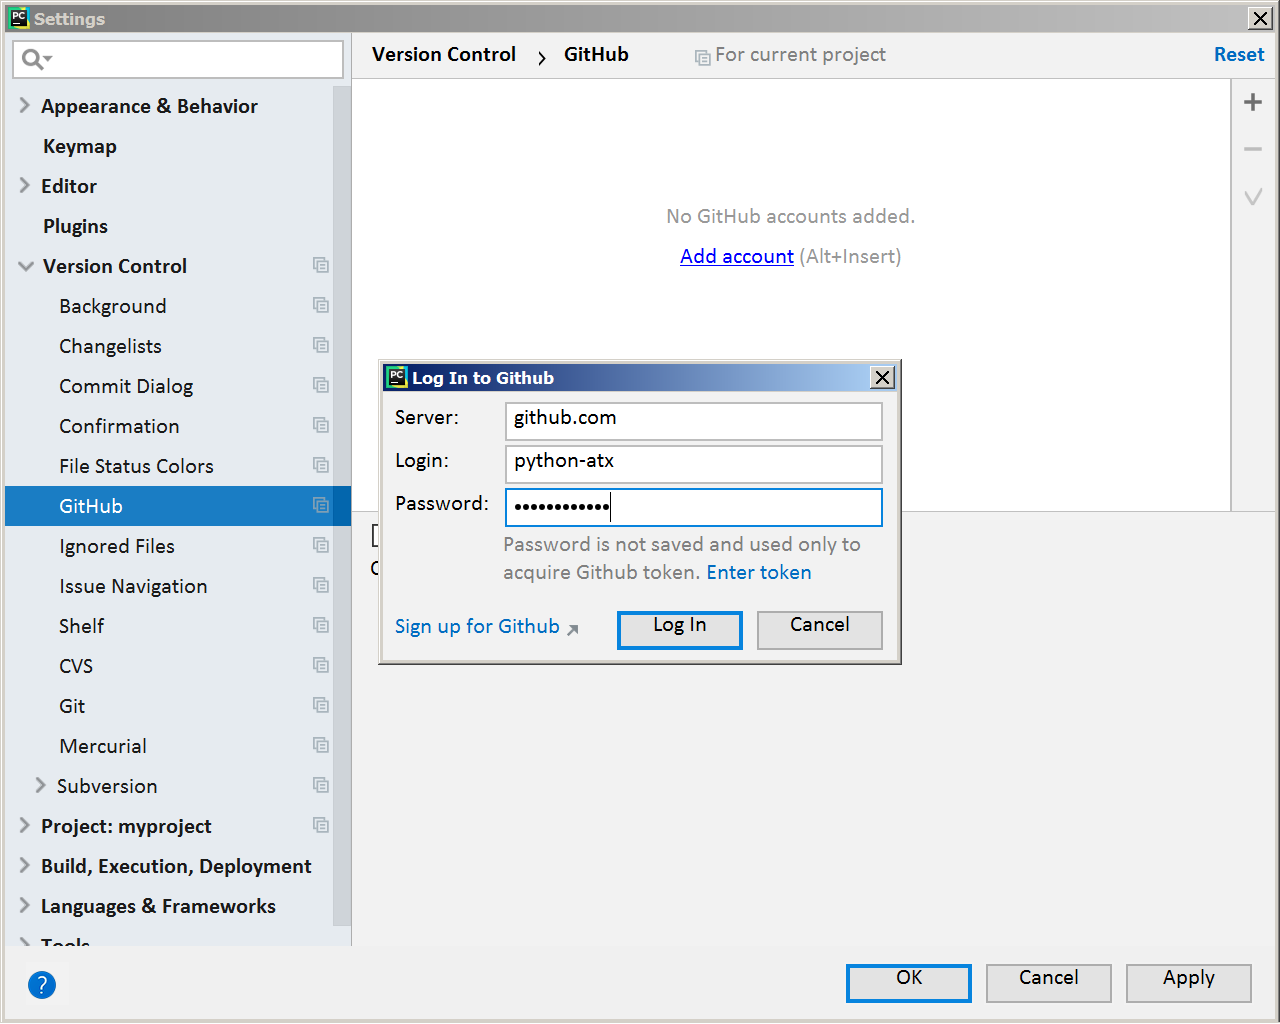 PC Settings
Version Control › GitHub For current project Reset
Appearance & Behavior
Keymap
Editor
Plugins
Version Control
Background
Changelists
Commit Dialog
Confirmation
File Status Colors
GitHub
Ignored Files
Issue Navigation
Shelf
CVS
Git
Mercurial
Subversion
Project: myproject
Build, Execution, Deployment
Languages & Frameworks
Tools
No GitHub accounts added.
Add account (Alt+Insert)
PC Log In to Github
Server: github.com
Login: python-atx
Password: ••••••••••••
Password is not saved and used only to
acquire Github token. Enter token
Sign up for Github Log In Cancel
? OK Cancel Apply